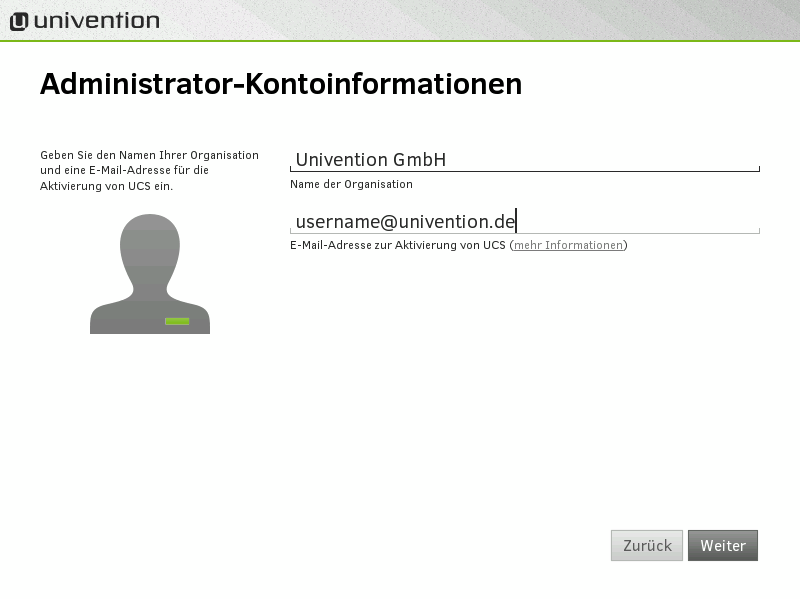 univention
Administrator-Kontoinformationen
Geben Sie den Namen Ihrer Organisation
und eine E-Mail-Adresse für die
Aktivierung von UCS ein.
Univention GmbH
Name der Organisation
username@univention.de
E-Mail-Adresse zur Aktivierung von UCS (mehr Informationen)
Zurück
Weiter